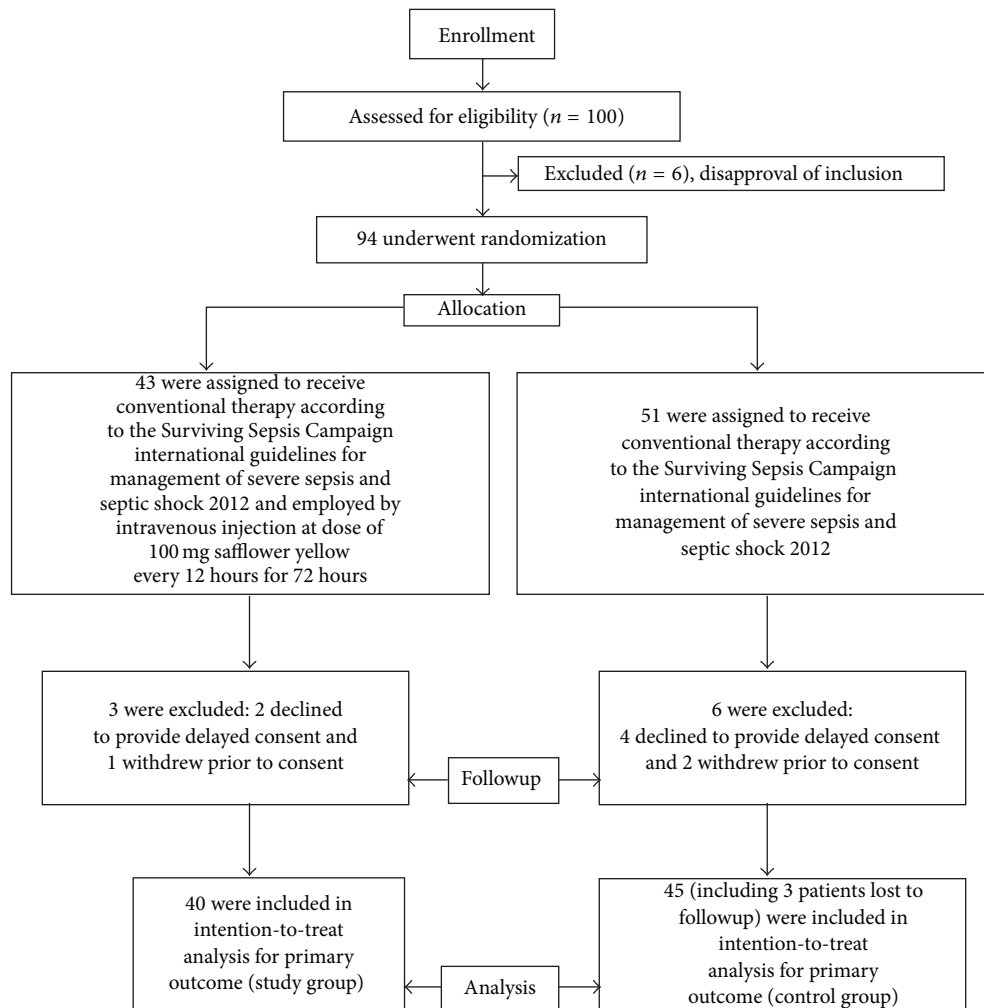 Enrollment
Assessed for eligibility (n = 100)
Excluded (n = 6), disapproval of inclusion
94 underwent randomization
Allocation
43 were assigned to receive
conventional therapy according
to the Surviving Sepsis Campaign
international guidelines for
management of severe sepsis and
septic shock 2012 and employed by
intravenous injection at dose of
100 mg safflower yellow
every 12 hours for 72 hours
51 were assigned to receive
conventional therapy according
to the Surviving Sepsis Campaign
international guidelines for
management of severe sepsis and
septic shock 2012
3 were excluded: 2 declined
to provide delayed consent and
1 withdrew prior to consent
Followup
6 were excluded:
4 declined to provide delayed consent
and 2 withdrew prior to consent
40 were included in
intention-to-treat
analysis for primary
outcome (study group)
Analysis
45 (including 3 patients lost to
followup) were included in
intention-to-treat
analysis for primary
outcome (control group)